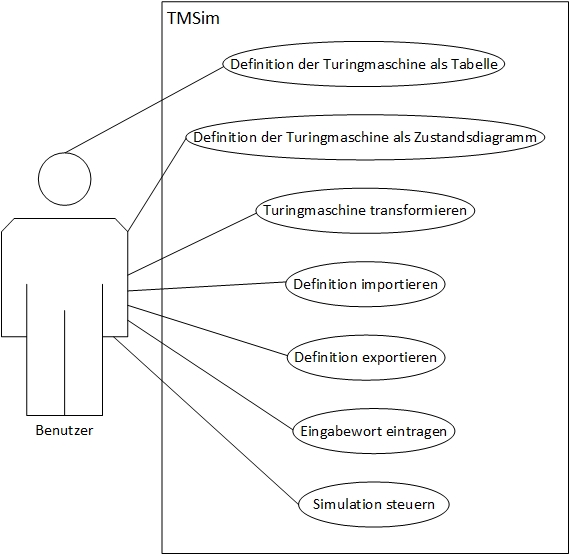 TMSim
Definition der Turingmaschine als Tabelle
Definition der Turingmaschine als Zustandsdiagramm
Turingmaschine transformieren
Definition importieren
Definition exportieren
Eingabewort eintragen
Simulation steuern
Benutzer